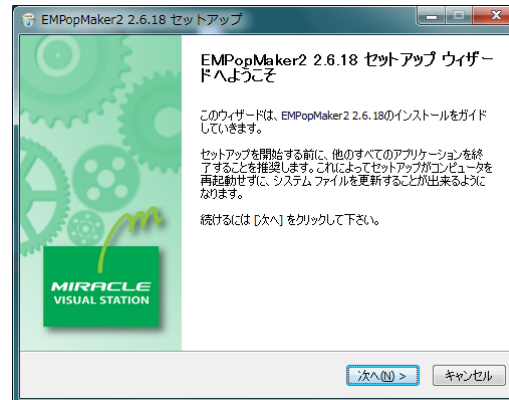 EMPopMaker2 2.6.18 セットアップ
EMPopMaker2 2.6.18 セットアップ ウィザー
ドへようこそ
このウィザードは、EMPopMaker2 2.6.18のインストールをガイド
していきます。
セットアップを開始する前に、他のすべてのアプリケーションを終
了することを推奨します。これによってセットアップがコンピュータを
再起動せずに、システム ファイルを更新することが出来るように
なります。
続けるには [次へ] をクリックして下さい。
MIRACLE
VISUAL STATION
次へ(N) >
キャンセル